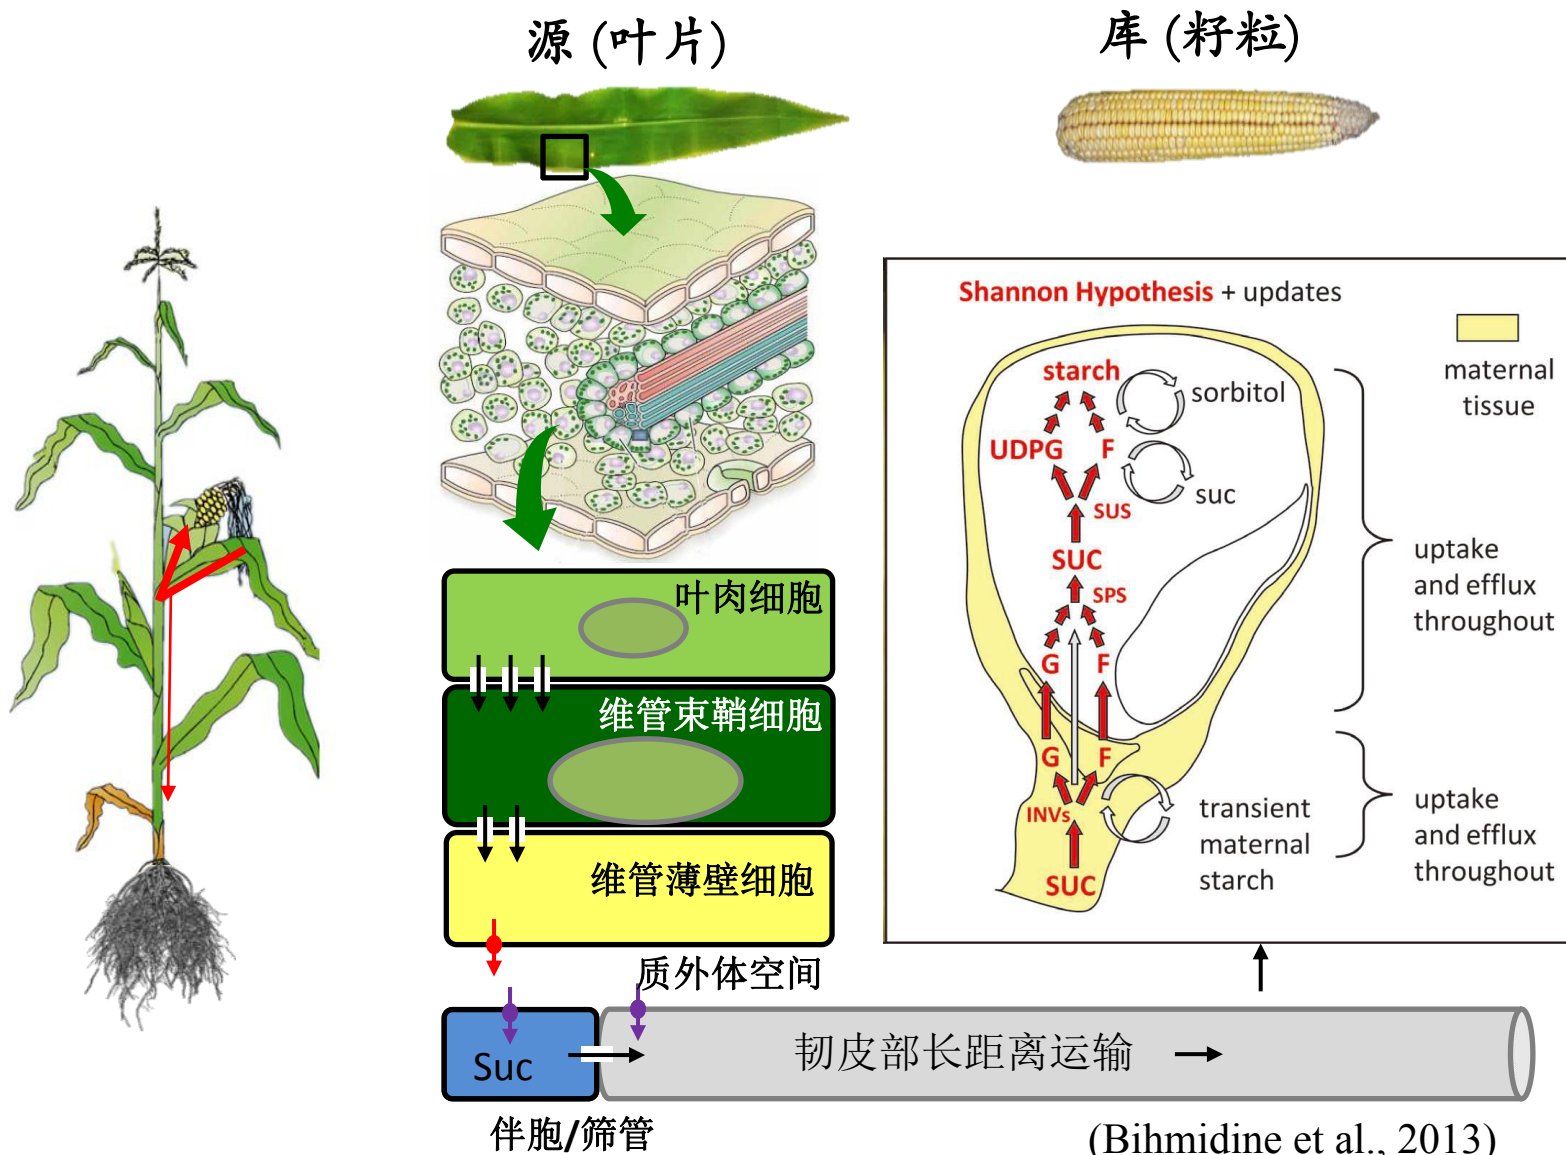 源 (叶片)
库 (籽粒)
叶肉细胞
维管束鞘细胞
维管薄壁细胞
质外体空间
Suc
韧皮部长距离运输
伴胞/筛管
Shannon Hypothesis + updates
maternal
tissue
starch
sorbitol
UDPG
F
suc
SUS
SUC
SPS
G
F
uptake
and efflux
throughout
G
F
INVs
transient
maternal
starch
SUC
uptake
and efflux
throughout
(Bihmidine et al., 2013)